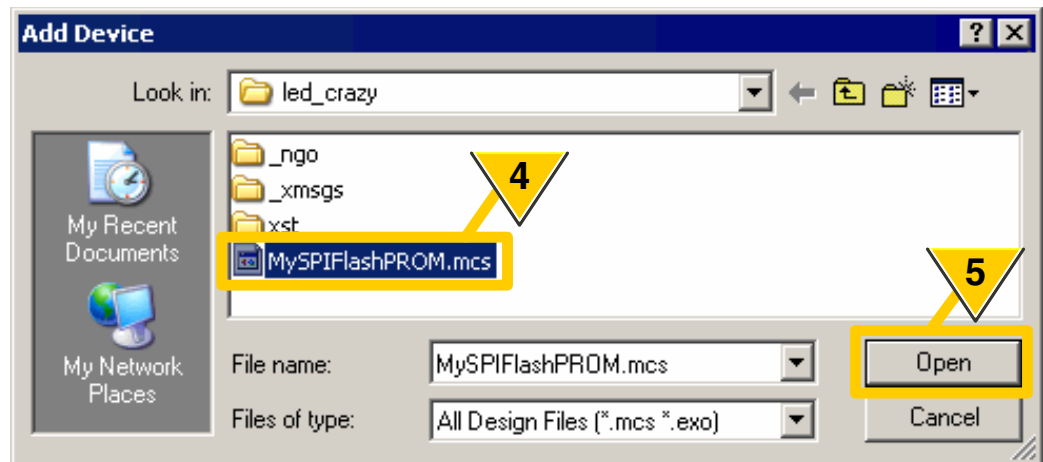 Add Device
Look in:
led_crazy
_ngo
_xmsgs
xst
MySPIFlashPROM.mcs
4
My Recent
Documents
My Network
Places
5
File name:
MySPIFlashPROM.mcs
Open
Files of type:
All Design Files (*.mcs *.exo)
Cancel